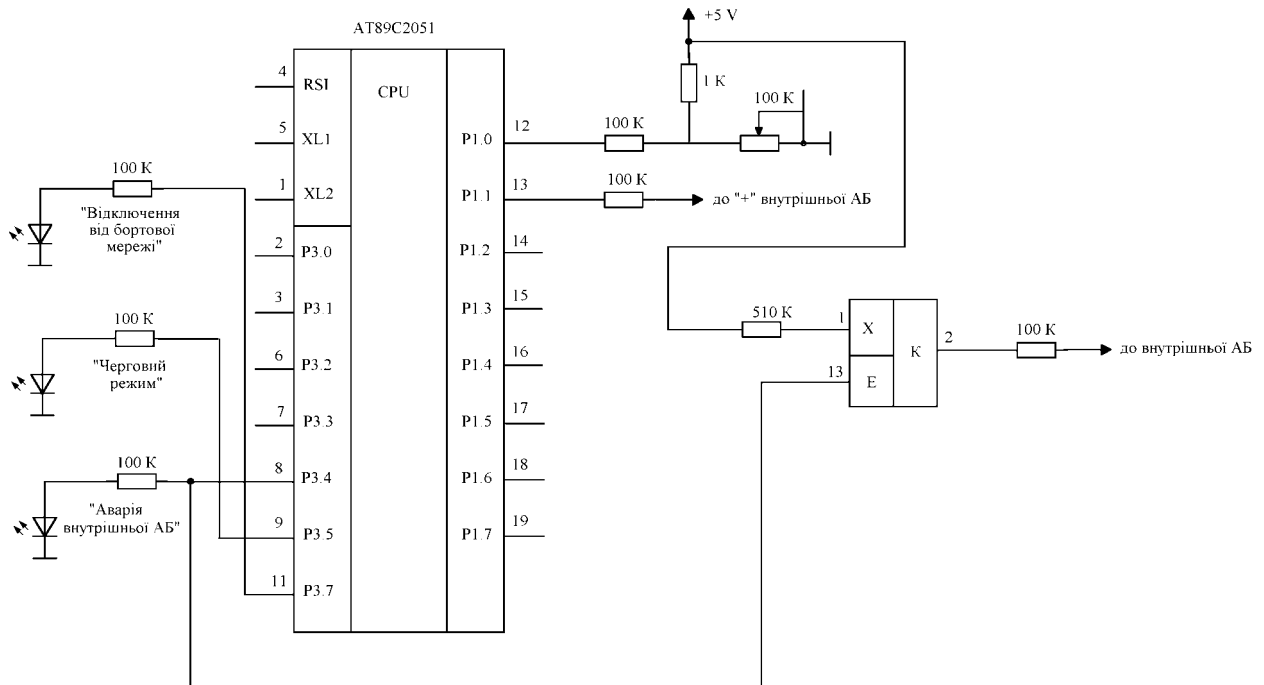 AT89C2051
+5 V
1 K
100 K
CPU
4
RSI
5
XL1
1
XL2
2
P3.0
3
P3.1
6
P3.2
7
P3.3
8
P3.4
9
P3.5
11
P3.7
P1.0
12
100 K
P1.1
13
100 K
до "+" внутрішньої АБ
P1.2
14
P1.3
15
P1.4
16
P1.5
17
P1.6
18
P1.7
19
100 K
"Відключення
від бортової
мережі"
100 K
"Черговий
режим"
100 K
"Аварія
внутрішньої АБ"
510 K
1
X
K
2
13
E
100 K
до внутрішньої АБ